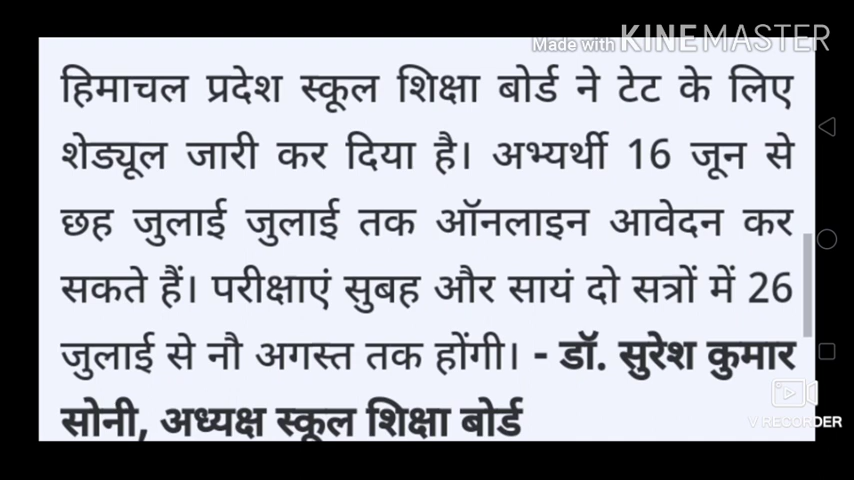 Made with KINEMASTER
हिमाचल प्रदेश स्कूल शिक्षा बोर्ड ने टेट के लिए
शेड्यूल जारी कर दिया है। अभ्यर्थी 16 जून से
छह जुलाई जुलाई तक ऑनलाइन आवेदन कर
सकते हैं। परीक्षाएं सुबह और सायं दो सत्रों में 26
जुलाई से नौ अगस्त तक होंगी। - डॉ. सुरेश कुमार
सोनी, अध्यक्ष स्कूल शिक्षा बोर्ड
V RECORDER